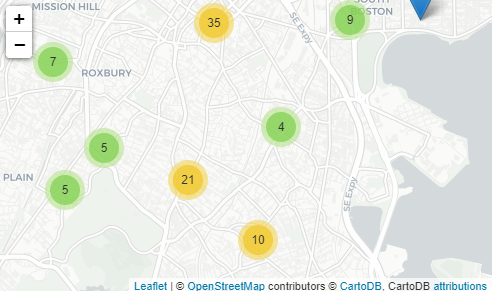 MISSION HILL
+
−
35
SE EXPY
9
SOUTH
BOSTON
7
ROXBURY
4
5
PLAIN
5
21
SE Expy
10
Leaflet | © OpenStreetMap contributors © CartoDB, CartoDB attributions